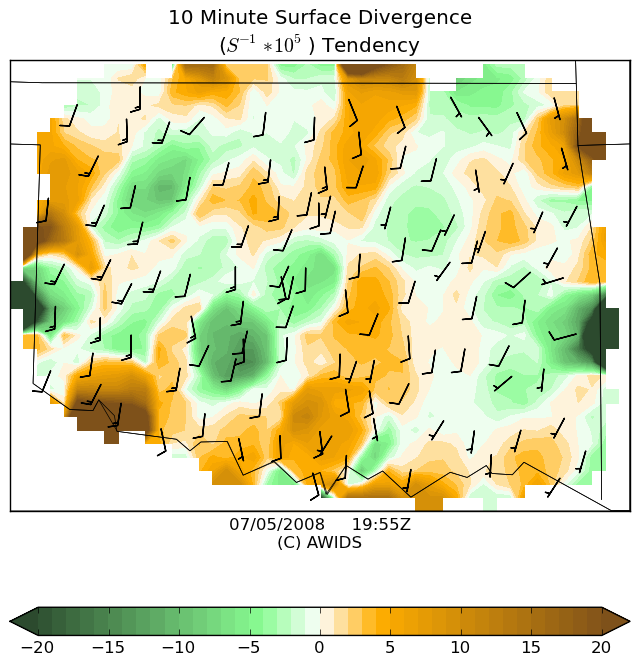 10 Minute Surface Divergence
(S⁻¹ * 10⁵ ) Tendency
07/05/2008 19:55Z
(C) AWIDS
−20 −15 −10 −5 0 5 10 15 20